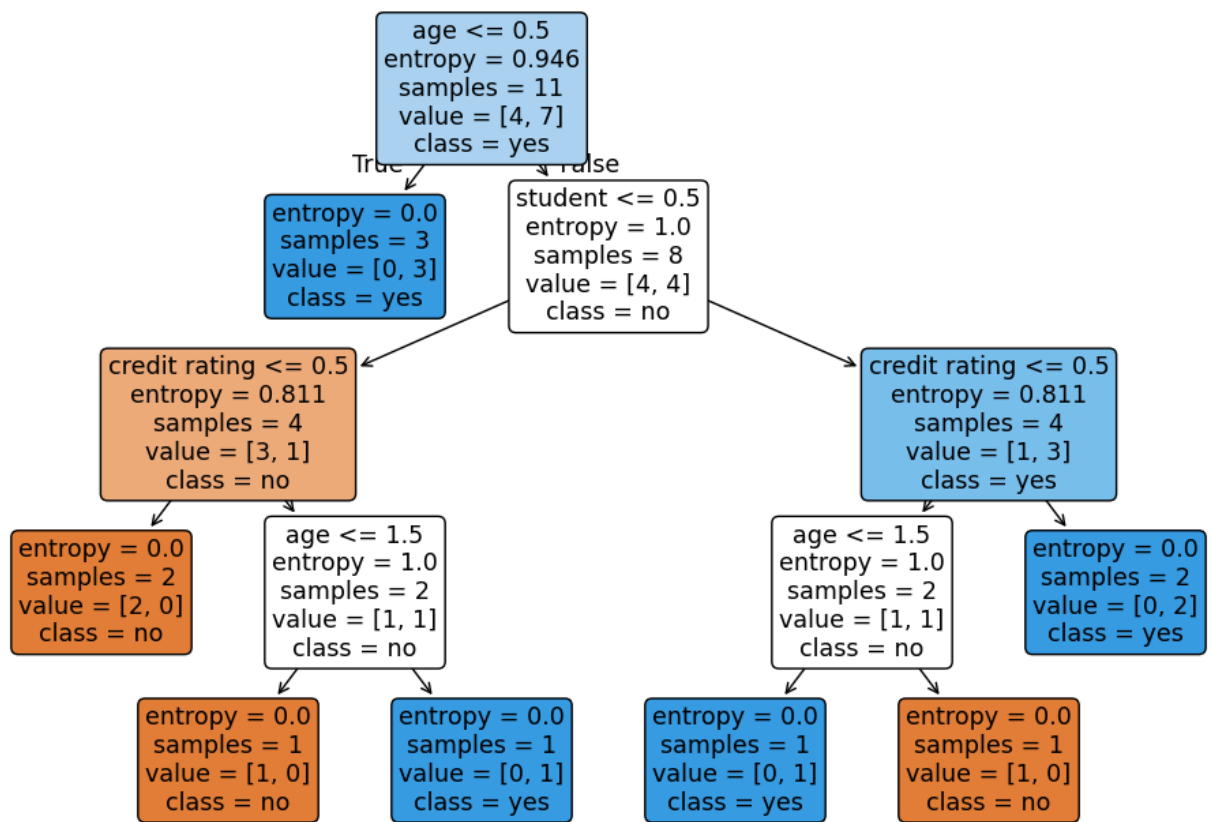 age <= 0.5
entropy = 0.946
samples = 11
value = [4, 7]
class = yes
True
False
entropy = 0.0
samples = 3
value = [0, 3]
class = yes
student <= 0.5
entropy = 1.0
samples = 8
value = [4, 4]
class = no
credit rating <= 0.5
entropy = 0.811
samples = 4
value = [3, 1]
class = no
credit rating <= 0.5
entropy = 0.811
samples = 4
value = [1, 3]
class = yes
entropy = 0.0
samples = 2
value = [2, 0]
class = no
age <= 1.5
entropy = 1.0
samples = 2
value = [1, 1]
class = no
age <= 1.5
entropy = 1.0
samples = 2
value = [1, 1]
class = no
entropy = 0.0
samples = 2
value = [0, 2]
class = yes
entropy = 0.0
samples = 1
value = [1, 0]
class = no
entropy = 0.0
samples = 1
value = [0, 1]
class = yes
entropy = 0.0
samples = 1
value = [0, 1]
class = yes
entropy = 0.0
samples = 1
value = [1, 0]
class = no